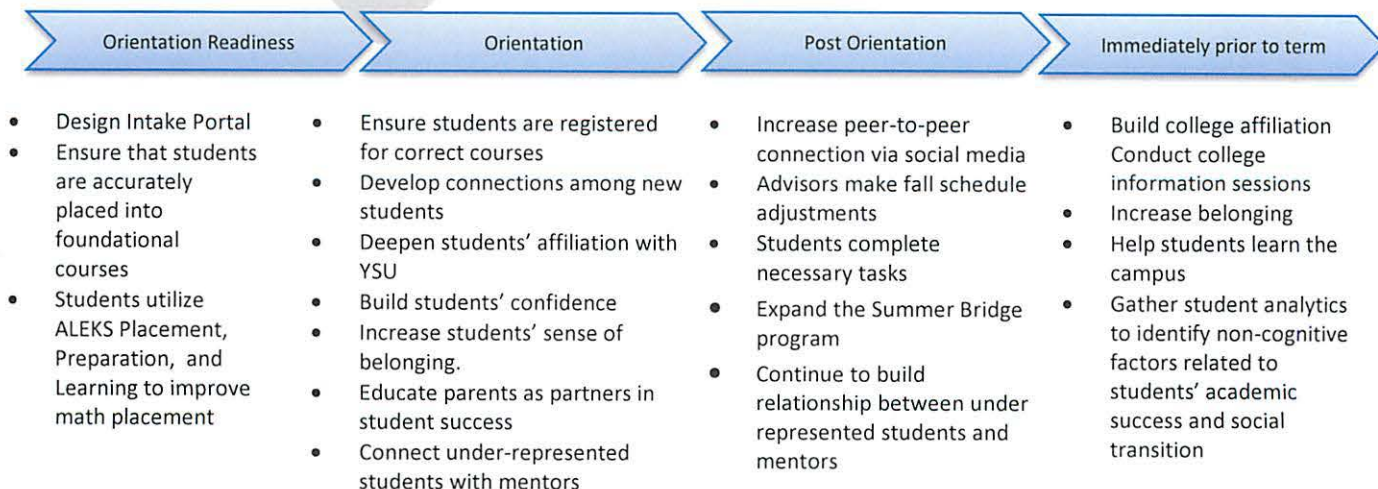 Orientation Readiness
Orientation
Post Orientation
Immediately prior to term
• Design Intake Portal
• Ensure that students
are accurately
placed into
foundational
courses
• Students utilize
ALEKS Placement,
Preparation, and
Learning to improve
math placement
• Ensure students are registered
for correct courses
• Develop connections among new
students
• Deepen students' affiliation with
YSU
• Build students' confidence
• Increase students' sense of
belonging.
• Educate parents as partners in
student success
• Connect under-represented
students with mentors
• Increase peer-to-peer
connection via social media
• Advisors make fall schedule
adjustments
• Students complete
necessary tasks
• Expand the Summer Bridge
program
• Continue to build
relationship between under
represented students and
mentors
• Build college affiliation
Conduct college
information sessions
• Increase belonging
• Help students learn the
campus
• Gather student analytics
to identify non-cognitive
factors related to
students' academic
success and social
transition